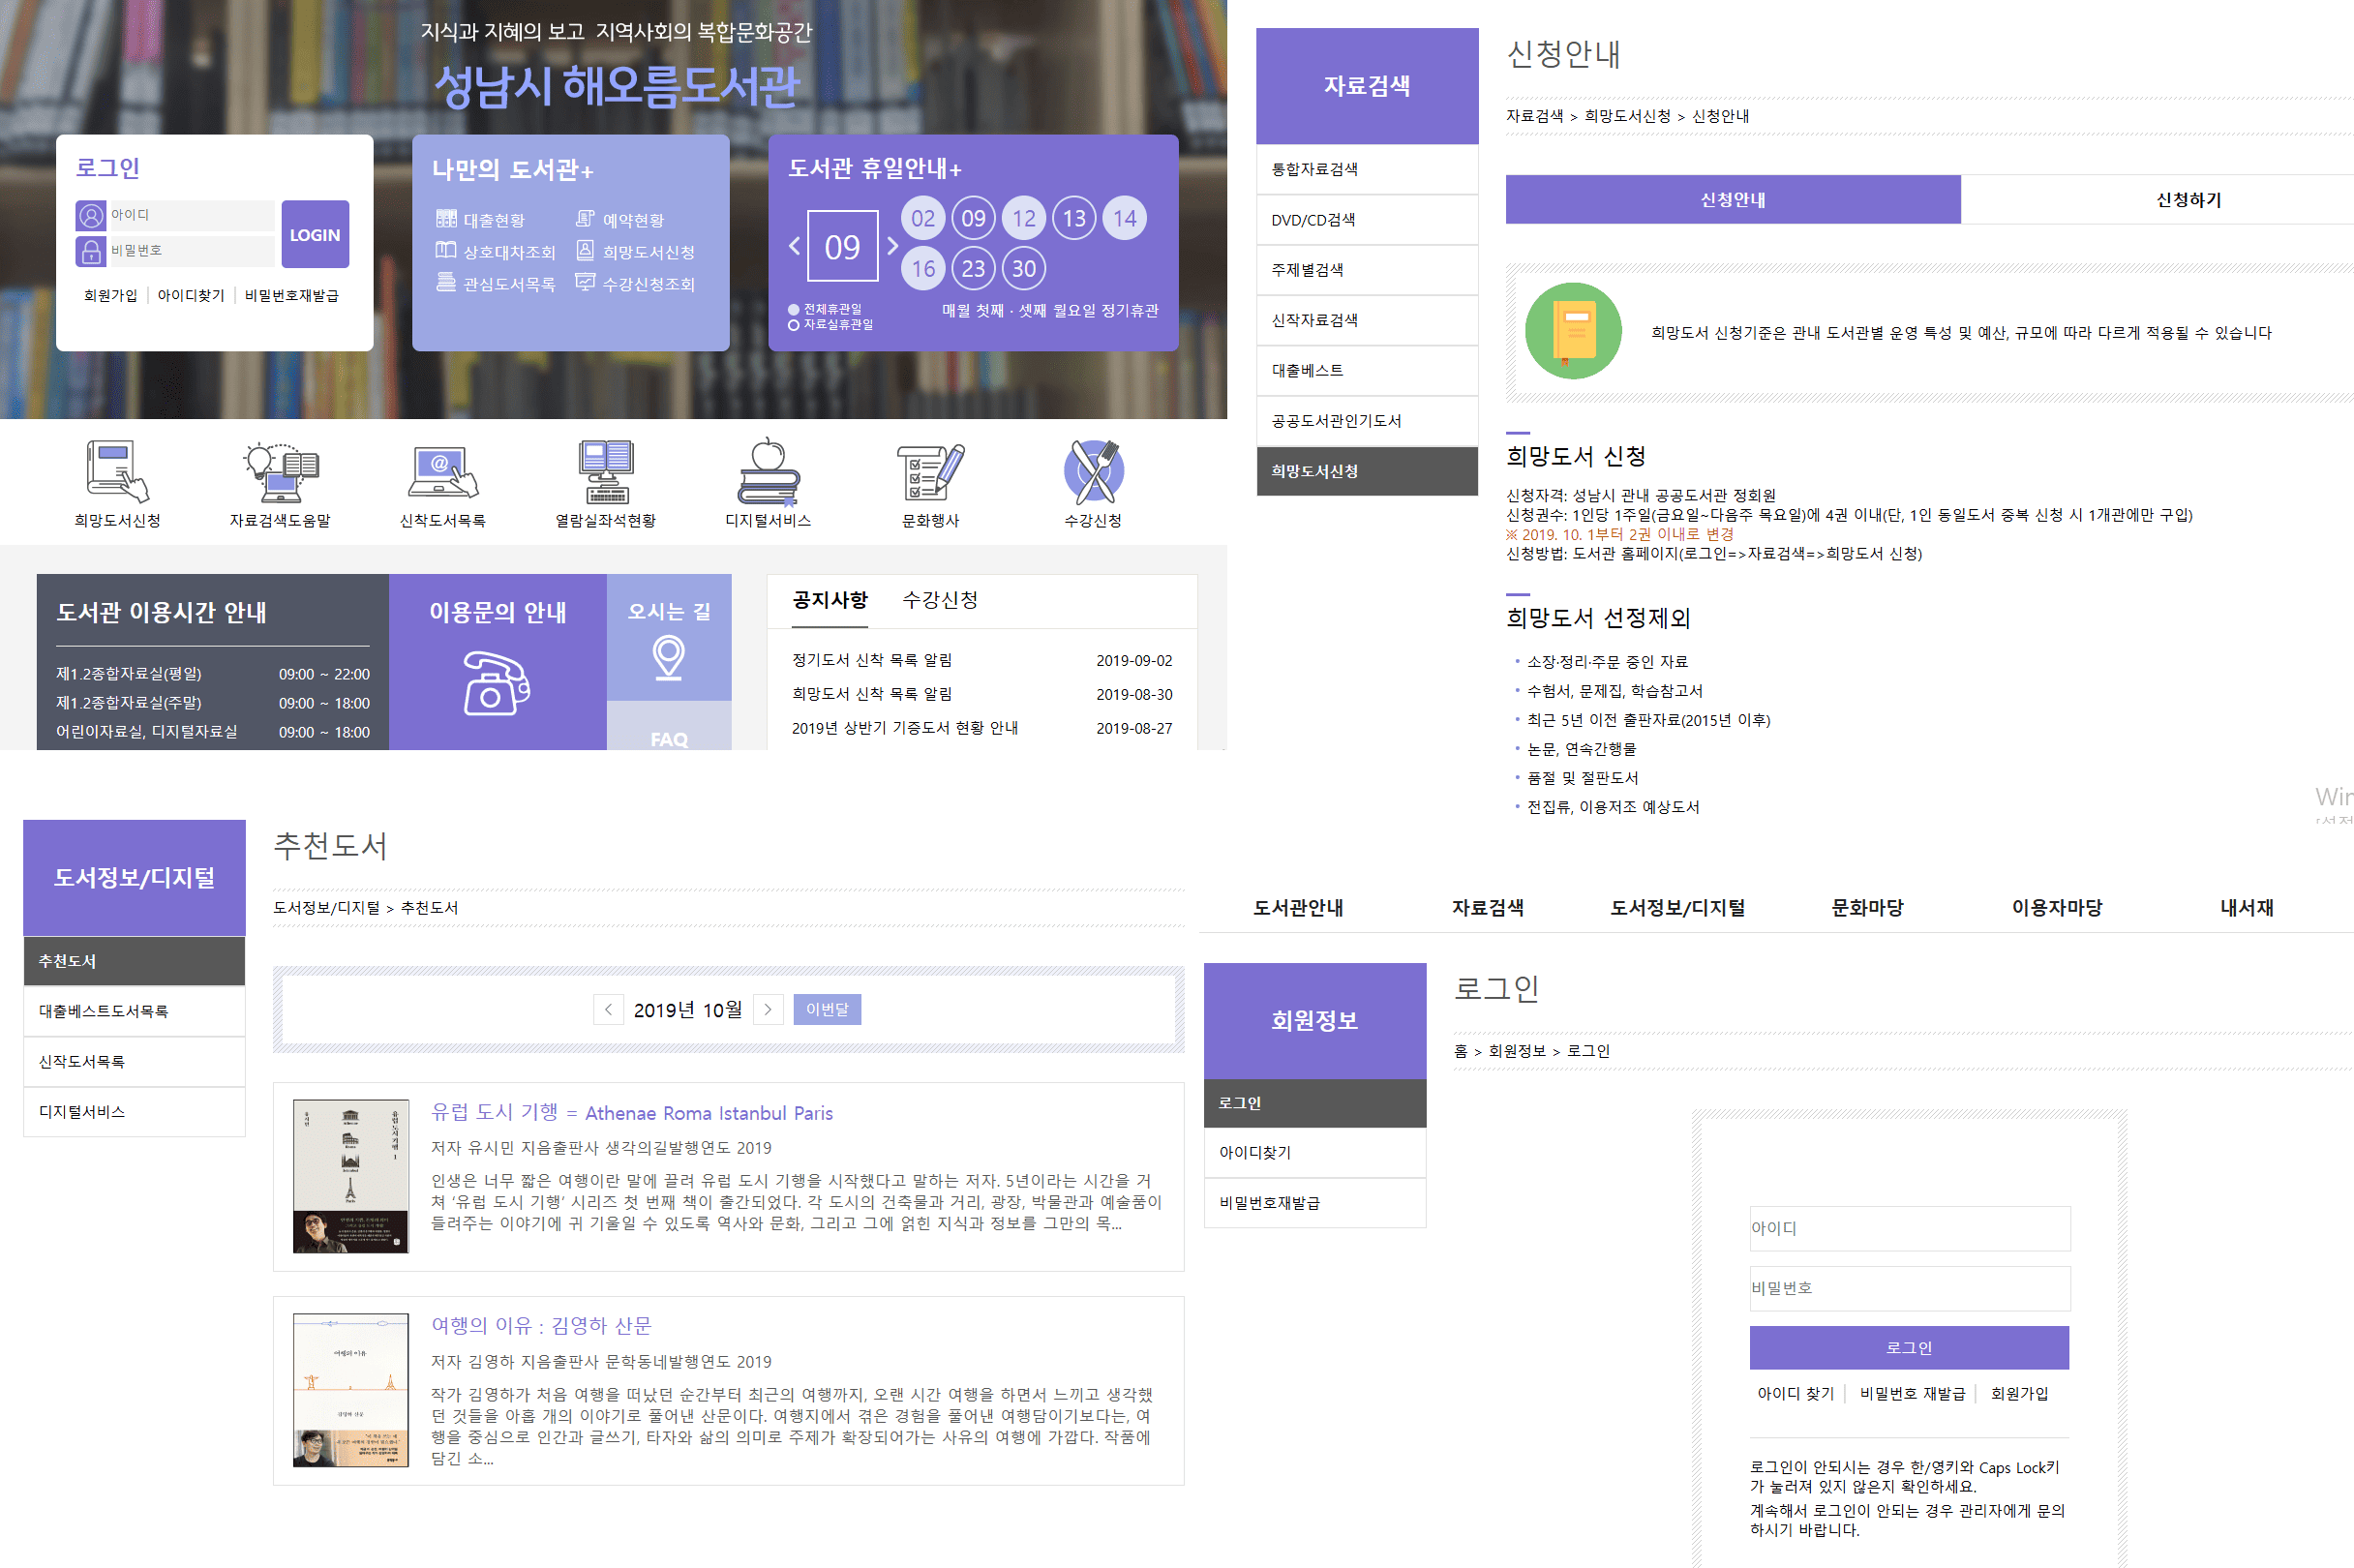 지식과 지혜의 보고 지역사회의 복합문화공간
성남시 해오름도서관
로그인
아이디
비밀번호
LOGIN
회원가입 아이디찾기 비밀번호재발급
나만의 도서관+
대출현황 예약현황
상호대차조회 희망도서신청
관심도서목록 수강신청조회
도서관 휴일안내+
09
02 09 12 13 14
16 23 30
전체휴관일
자료실휴관일
매월 첫째 · 셋째 월요일 정기휴관
희망도서신청 자료검색도움말 신착도서목록 열람실좌석현황 디지털서비스 문화행사 수강신청
도서관 이용시간 안내
제1.2종합자료실(평일) 09:00 ~ 22:00
제1.2종합자료실(주말) 09:00 ~ 18:00
어린이자료실, 디지털자료실 09:00 ~ 18:00
이용문의 안내
오시는 길
FAQ
공지사항 수강신청
정기도서 신착 목록 알림 2019-09-02
희망도서 신착 목록 알림 2019-08-30
2019년 상반기 기증도서 현황 안내 2019-08-27
자료검색
통합자료검색
DVD/CD검색
주제별검색
신작자료검색
대출베스트
공공도서관인기도서
희망도서신청
신청안내
자료검색 > 희망도서신청 > 신청안내
신청안내 신청하기
희망도서 신청기준은 관내 도서관별 운영 특성 및 예산, 규모에 따라 다르게 적용될 수 있습니다
희망도서 신청
신청자격: 성남시 관내 공공도서관 정회원
신청권수: 1인당 1주일(금요일~다음주 목요일)에 4권 이내(단, 1인 동일도서 중복 신청 시 1개관에만 구입)
※ 2019. 10. 1부터 2권 이내로 변경
신청방법: 도서관 홈페이지(로그인=>자료검색=>희망도서 신청)
희망도서 선정제외
• 소장·정리·주문 중인 자료
• 수험서, 문제집, 학습참고서
• 최근 5년 이전 출판자료(2015년 이후)
• 논문, 연속간행물
• 품절 및 절판도서
• 전집류, 이용저조 예상도서
도서정보/디지털
추천도서
대출베스트도서목록
신작도서목록
디지털서비스
추천도서
도서정보/디지털 > 추천도서
< 2019년 10월 > 이번달
유럽 도시 기행 1
유럽 도시 기행 = Athenae Roma Istanbul Paris
저자 유시민 지음출판사 생각의길발행연도 2019
인생은 너무 짧은 여행이란 말에 끌려 유럽 도시 기행을 시작했다고 말하는 저자. 5년이라는 시간을 거
쳐 ‘유럽 도시 기행’ 시리즈 첫 번째 책이 출간되었다. 각 도시의 건축물과 거리, 광장, 박물관과 예술품이
들려주는 이야기에 귀 기울일 수 있도록 역사와 문화, 그리고 그에 얽힌 지식과 정보를 그만의 목...
여행의 이유
김영하 산문
여행의 이유 : 김영하 산문
저자 김영하 지음출판사 문학동네발행연도 2019
작가 김영하가 처음 여행을 떠났던 순간부터 최근의 여행까지, 오랜 시간 여행을 하면서 느끼고 생각했
던 것들을 아홉 개의 이야기로 풀어낸 산문이다. 여행지에서 겪은 경험을 풀어낸 여행담이기보다는, 여
행을 중심으로 인간과 글쓰기, 타자와 삶의 의미로 주제가 확장되어가는 사유의 여행에 가깝다. 작품에
담긴 소...
도서관안내 자료검색 도서정보/디지털 문화마당 이용자마당 내서재
회원정보
로그인
아이디찾기
비밀번호재발급
로그인
홈 > 회원정보 > 로그인
아이디
비밀번호
로그인
아이디 찾기 비밀번호 재발급 회원가입
로그인이 안되시는 경우 한/영키와 Caps Lock키
가 눌러져 있지 않은지 확인하세요.
계속해서 로그인이 안되는 경우 관리자에게 문의
하시기 바랍니다.